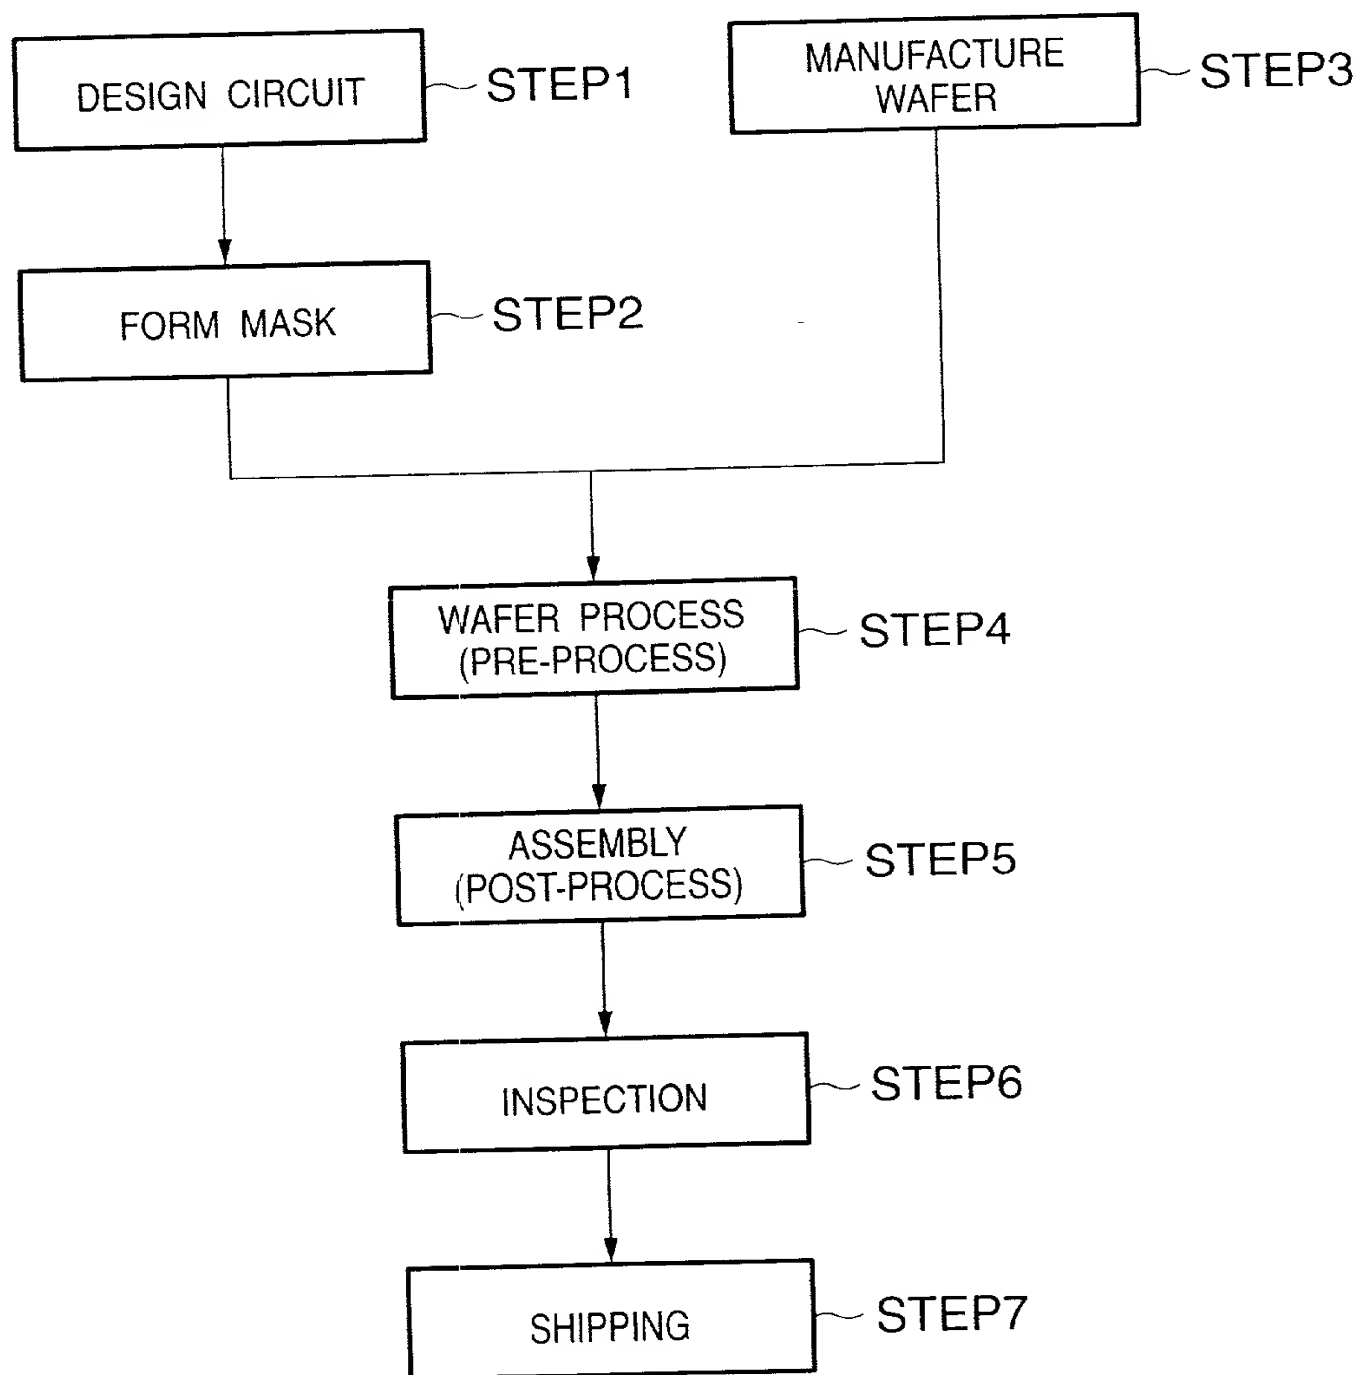 DESIGN CIRCUIT
STEP1
MANUFACTURE
WAFER
STEP3
FORM MASK
STEP2
WAFER PROCESS
(PRE-PROCESS)
STEP4
ASSEMBLY
(POST-PROCESS)
STEP5
INSPECTION
STEP6
SHIPPING
STEP7